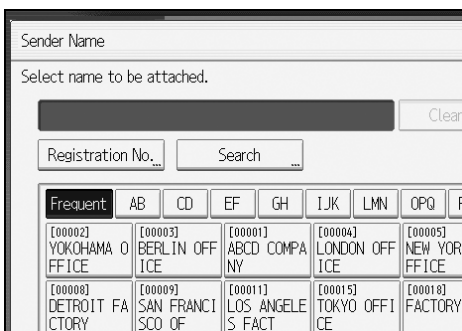 Sender Name
Select name to be attached.
Clear
Registration No.... Search ...
Frequent AB CD EF GH IJK LMN OPQ
[00002] [00003] [00001] [00004] [00005]
YOKOHAMA O BERLIN OFF ABCD COMPA LONDON OFF NEW YOR
FFICE ICE NY ICE FFICE
[00008] [00009] [00011] [00015] [00018]
DETROIT FA SAN FRANCI LOS ANGELE TOKYO OFFI FACTORY
CTORY SCO OF S FACT CE